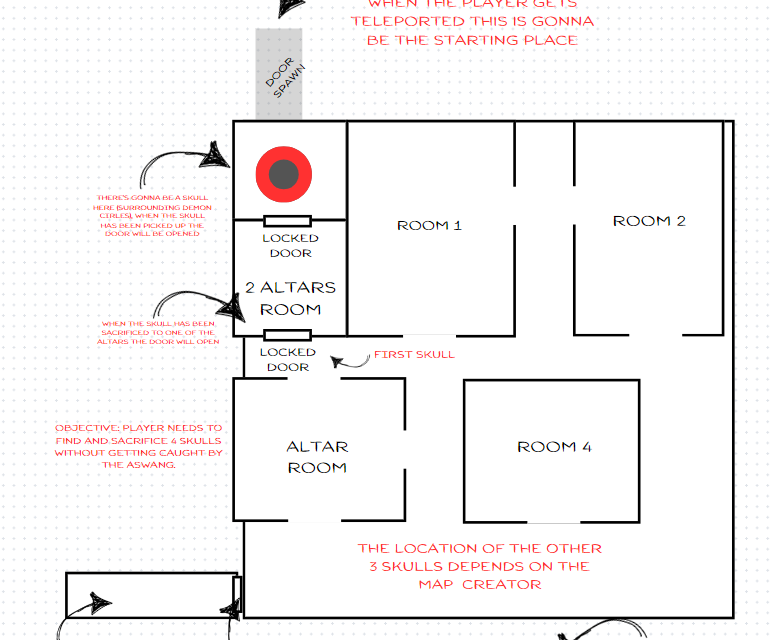 WHEN THE PLAYER GETS
TELEPORTED THIS IS GONNA
BE THE STARTING PLACE
DOOR
SPAWN
THERE'S GONNA BE A SKULL
HERE (SURROUNDING DEMON
CTRLES), WHEN THE SKULL
HAS BEEN PICKED UP THE
DOOR WILL BE OPENED
LOCKED
DOOR
ROOM 1
ROOM 2
2 ALTARS
ROOM
WHEN THE SKULL HAS BEEN
SACRIFICED TO ONE OF THE
ALTARS THE DOOR WILL OPEN
LOCKED
DOOR
FIRST SKULL
OBJECTIVE: PLAYER NEEDS TO
FIND AND SACRIFICE 4 SKULLS
WITHOUT GETTING CAUGHT BY
THE ASWANG.
ALTAR
ROOM
ROOM 4
THE LOCATION OF THE OTHER
3 SKULLS DEPENDS ON THE
MAP CREATOR